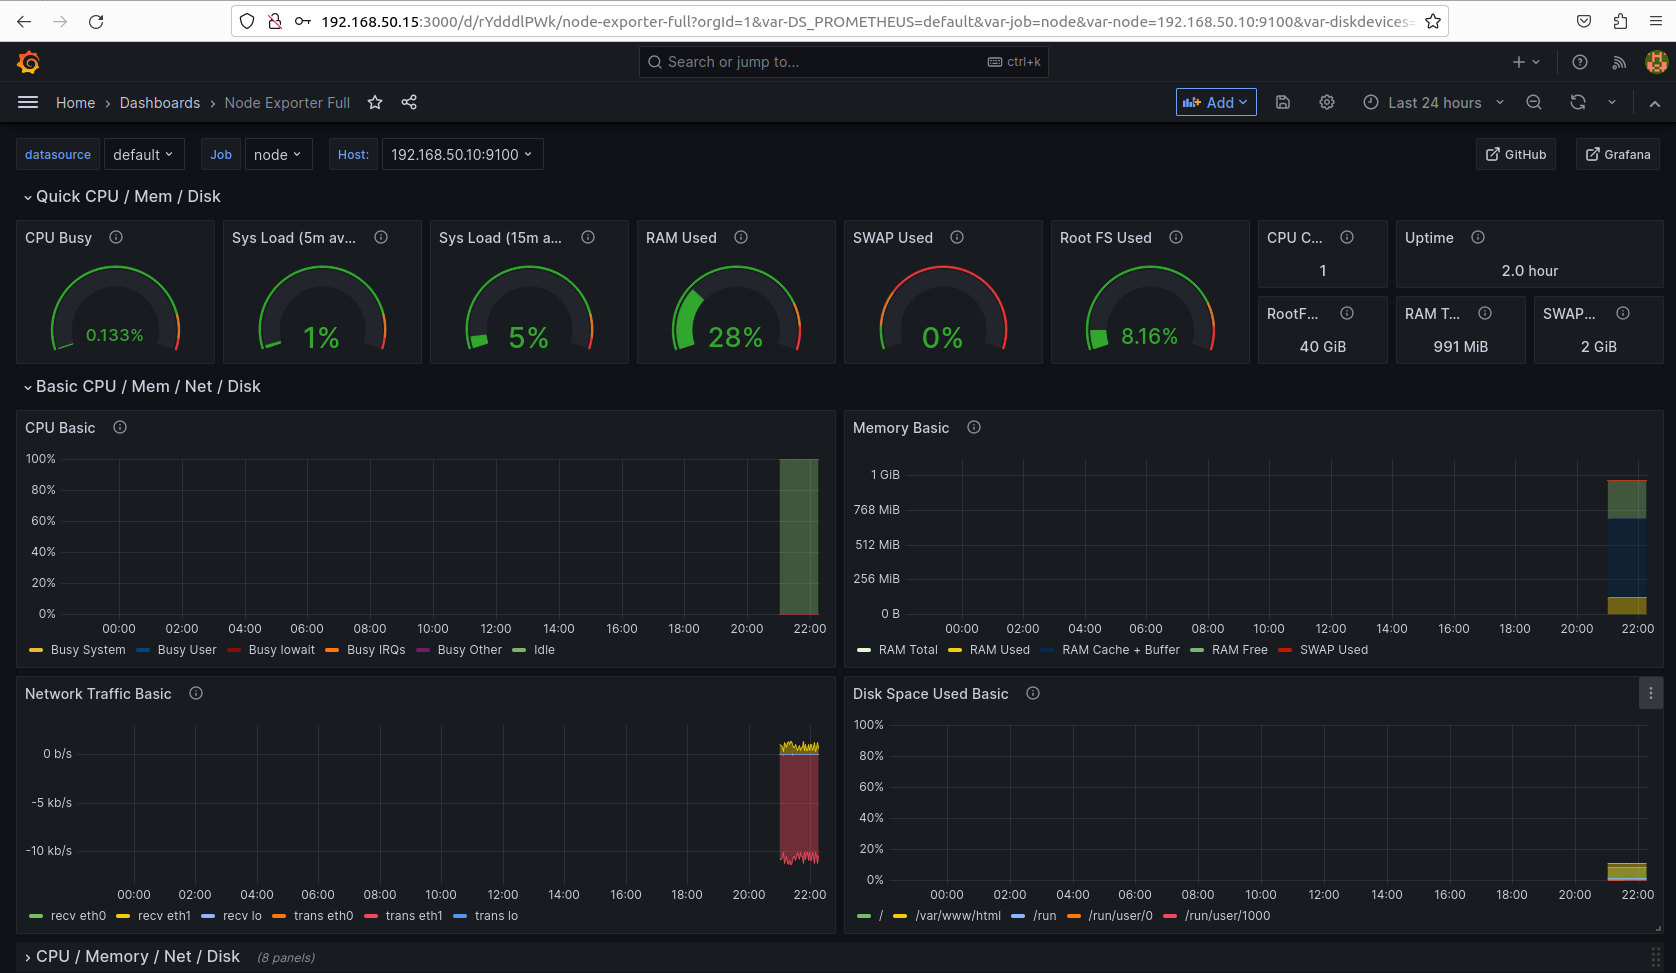 192.168.50.15:3000/d/rYdddlPWk/node-exporter-full?orgId=1&var-DS_PROMETHEUS=default&var-job=node&var-node=192.168.50.10:9100&var-diskdevices=
Search or jump to... ctrl+k
Home › Dashboards › Node Exporter Full Add Last 24 hours
datasource default Job node Host: 192.168.50.10:9100 GitHub Grafana
Quick CPU / Mem / Disk
CPU Busy Sys Load (5m av... Sys Load (15m a... RAM Used SWAP Used Root FS Used CPU C... Uptime
1 2.0 hour
RootF... RAM T... SWAP...
0.133% 1% 5% 28% 0% 8.16% 40 GiB 991 MiB 2 GiB
Basic CPU / Mem / Net / Disk
CPU Basic
100%
80%
60%
40%
20%
0%
00:00 02:00 04:00 06:00 08:00 10:00 12:00 14:00 16:00 18:00 20:00 22:00
Busy System Busy User Busy Iowait Busy IRQs Busy Other Idle
Memory Basic
1 GiB
768 MiB
512 MiB
256 MiB
0 B
00:00 02:00 04:00 06:00 08:00 10:00 12:00 14:00 16:00 18:00 20:00 22:00
RAM Total RAM Used RAM Cache + Buffer RAM Free SWAP Used
Network Traffic Basic
0 b/s
-5 kb/s
-10 kb/s
00:00 02:00 04:00 06:00 08:00 10:00 12:00 14:00 16:00 18:00 20:00 22:00
recv eth0 recv eth1 recv lo trans eth0 trans eth1 trans lo
Disk Space Used Basic
100%
80%
60%
40%
20%
0%
00:00 02:00 04:00 06:00 08:00 10:00 12:00 14:00 16:00 18:00 20:00 22:00
/ /var/www/html /run /run/user/0 /run/user/1000
CPU / Memory / Net / Disk (8 panels)